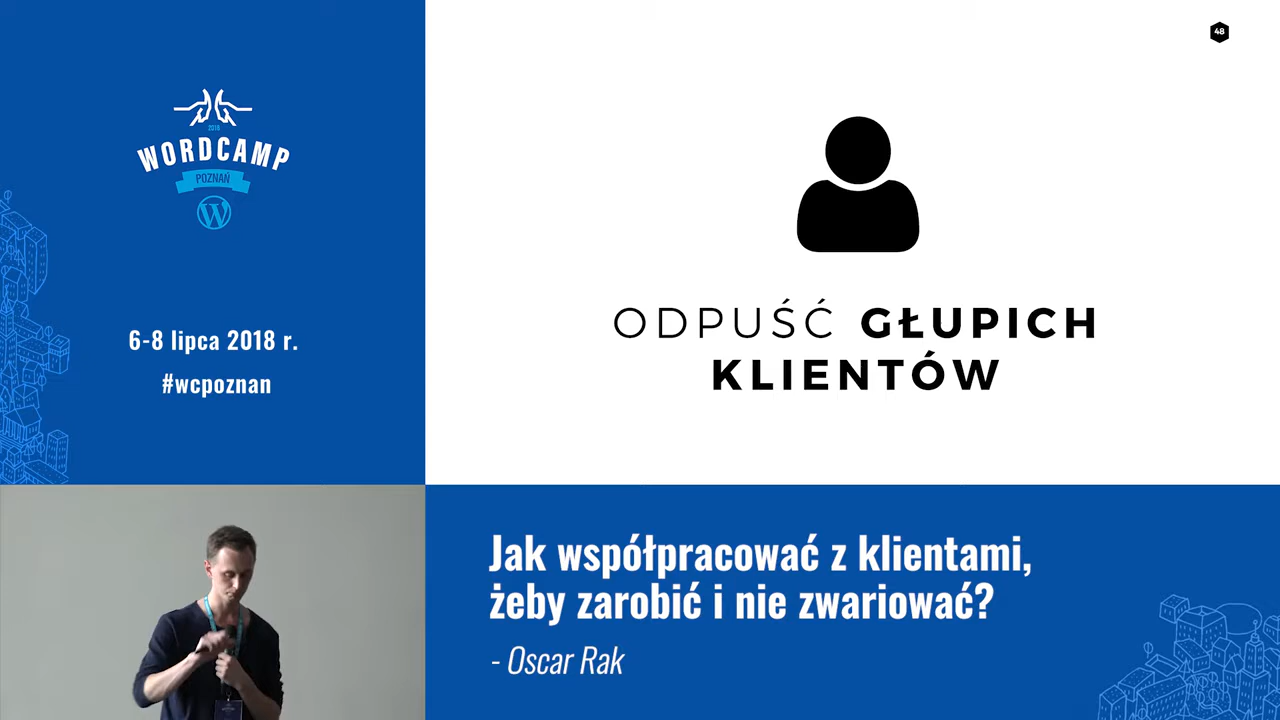 2018
WORDCAMP
POZNAŃ
6-8 lipca 2018 r.
#wcpoznan
48
ODPUŚĆ GŁUPICH
KLIENTÓW
Jak współpracować z klientami,
żeby zarobić i nie zwariować?
- Oscar Rak